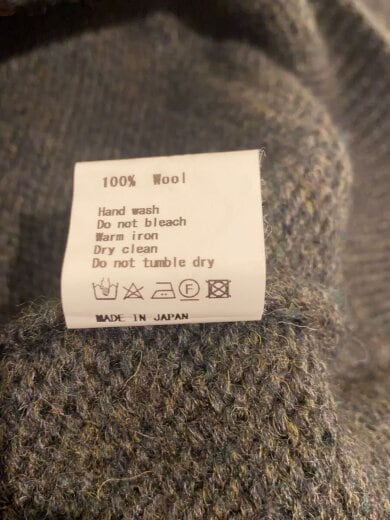 100% Wool
Hand wash
Do not bleach
Warm iron
Dry clean
Do not tumble dry
F
MADE IN JAPAN